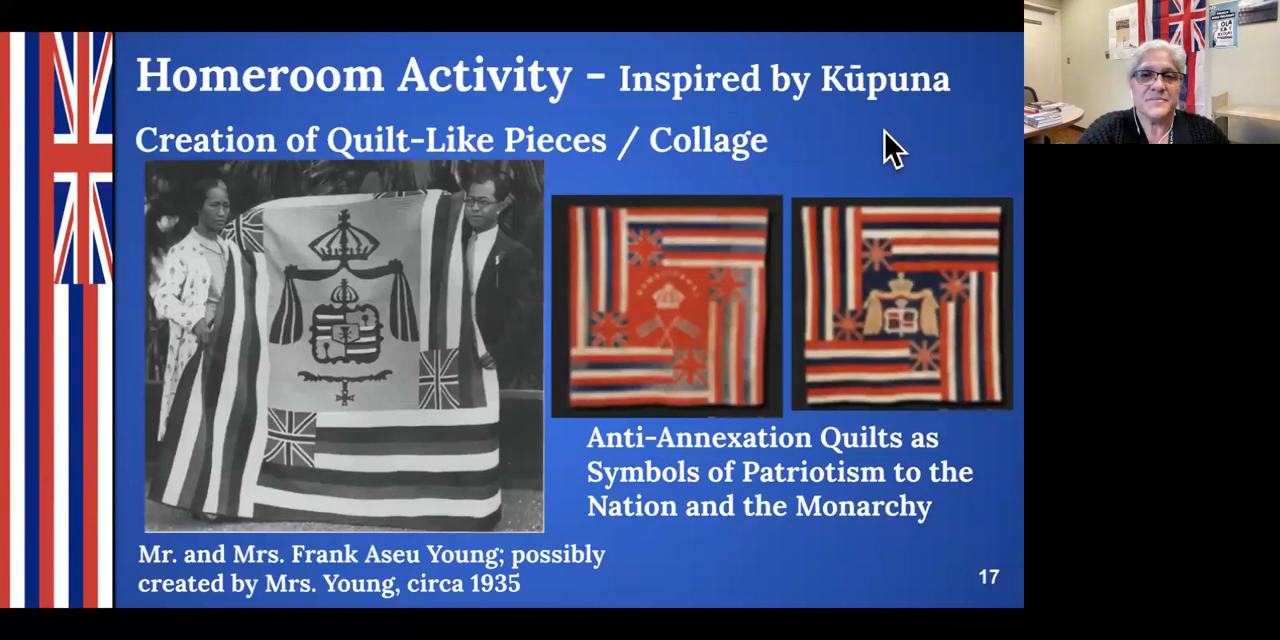 Homeroom Activity - Inspired by Kūpuna
Creation of Quilt-Like Pieces / Collage
Anti-Annexation Quilts as
Symbols of Patriotism to the
Nation and the Monarchy
Mr. and Mrs. Frank Aseu Young; possibly
created by Mrs. Young, circa 1935
17